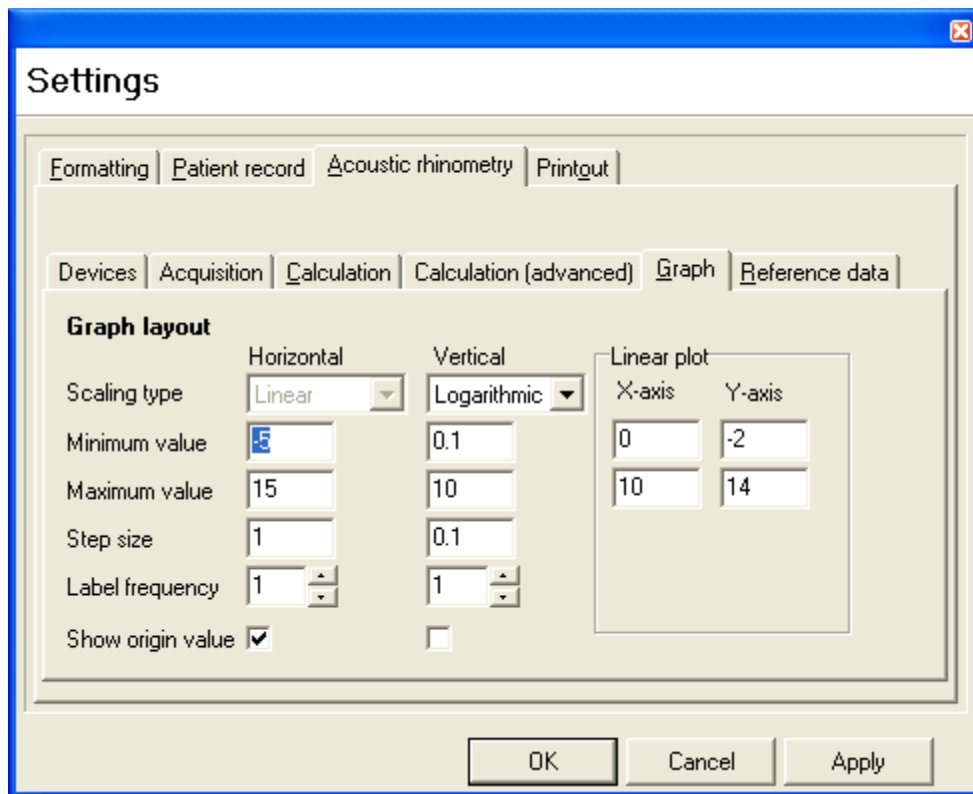 Settings
Formatting Patient record Acoustic rhinometry Printout
Devices Acquisition Calculation Calculation (advanced) Graph Reference data
Graph layout
Horizontal Vertical Linear plot
Scaling type Linear Logarithmic X-axis Y-axis
Minimum value -5 0.1 0 -2
Maximum value 15 10 10 14
Step size 1 0.1
Label frequency 1 1
Show origin value
OK Cancel Apply